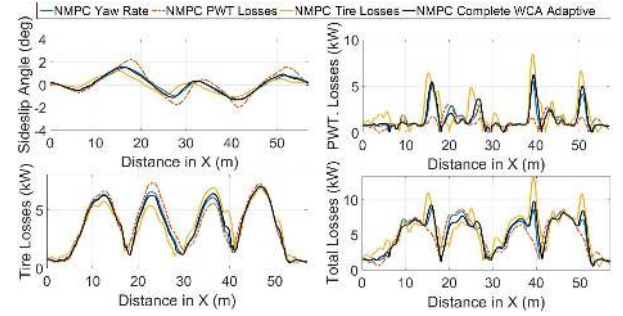 NMPC Yaw Rate NMPC PWT Losses NMPC Tire Losses NMPC Complete WCA Adaptive
Sideslip Angle (deg)
4
2
0
-2
-4
0 10 20 30 40 50
Distance in X (m)
PWT. Losses (kW)
10
5
0
0 10 20 30 40 50
Distance in X (m)
Tire Losses (kW)
5
0
0 10 20 30 40 50
Distance in X (m)
Total Losses (kW)
10
5
0
0 10 20 30 40 50
Distance in X (m)